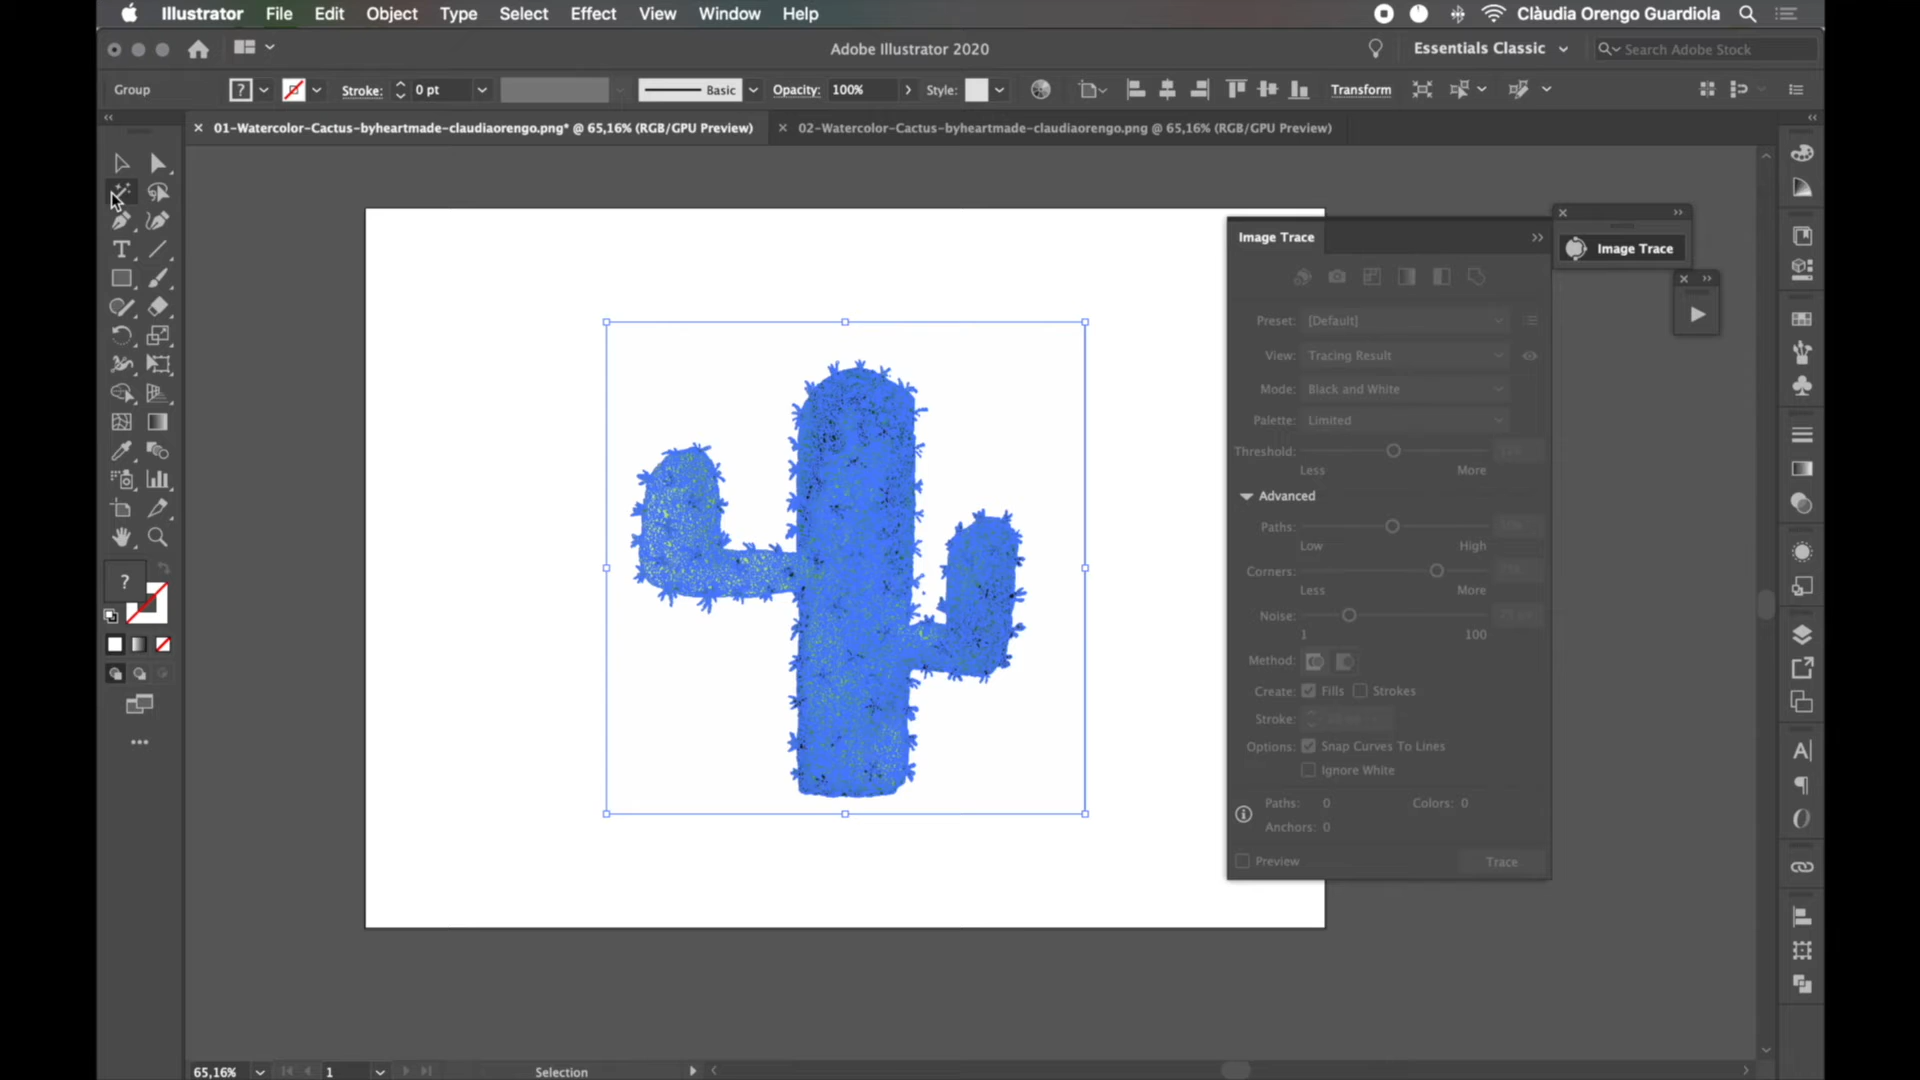 Illustrator File Edit Object Type Select Effect View Window Help Clàudia Orengo Guardiola
Adobe Illustrator 2020 Essentials Classic Search Adobe Stock
Group ? Stroke: 0 pt Basic Opacity: 100% Style: Transform
01-Watercolor-Cactus-byheartmade-claudiaorengo.png* @ 65,16% (RGB/GPU Preview) 02-Watercolor-Cactus-byheartmade-claudiaorengo.png @ 65,16% (RGB/GPU Preview)
Image Trace
Image Trace
Preset: [Default]
View: Tracing Result
Mode: Black and White
Palette: Limited
Threshold:
Less More
Advanced
Paths:
Low High
Corners:
Less More
Noise:
1 100
Method:
Create: Fills Strokes
Stroke:
Options: Snap Curves To Lines
Ignore White
Paths: 0 Colors: 0
Anchors: 0
Preview Trace
?
65,16% 1 Selection